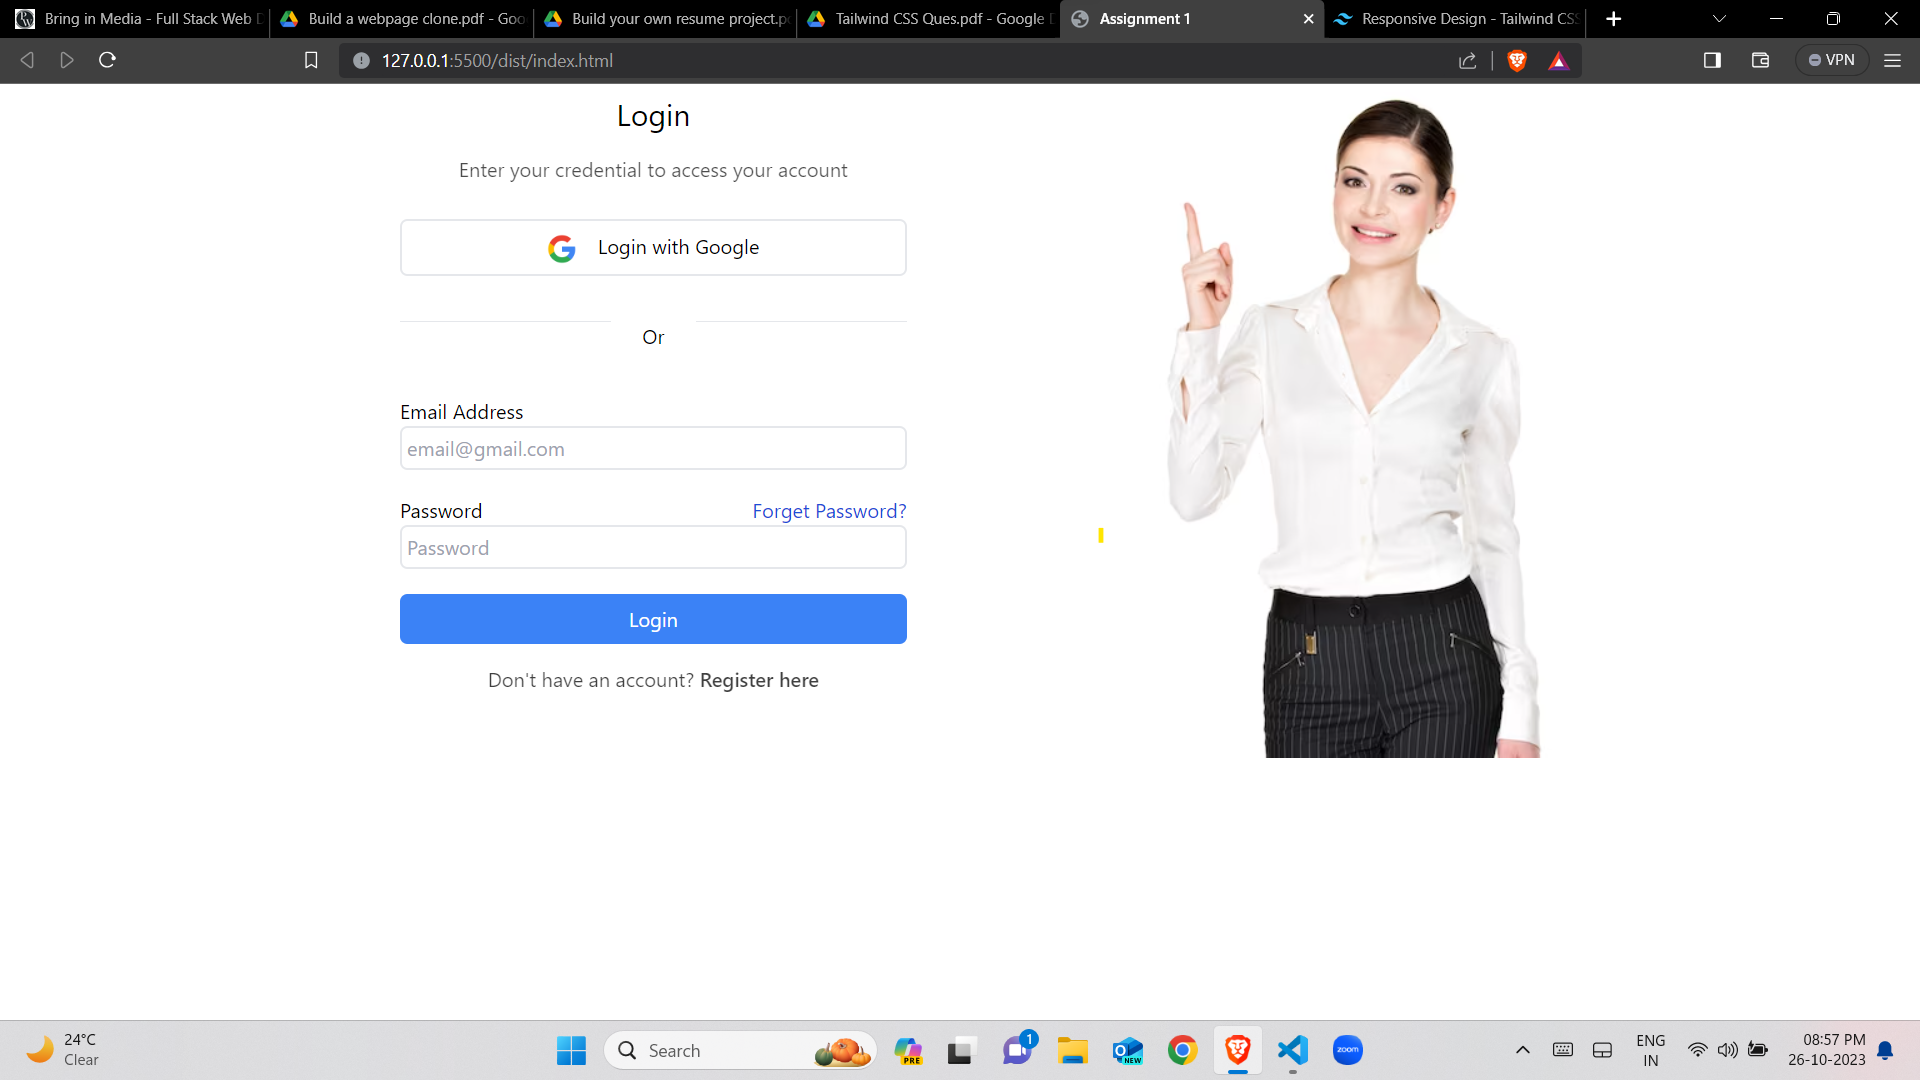 Bring in Media - Full Stack Web D
Build a webpage clone.pdf - Goo
Build your own resume project.p
Tailwind CSS Ques.pdf - Google D
Assignment 1
Responsive Design - Tailwind CSS
127.0.0.1:5500/dist/index.html
VPN
Login
Enter your credential to access your account
Login with Google
Or
Email Address
email@gmail.com
Password
Forget Password?
Password
Login
Don't have an account? Register here
24°C
Clear
Search
PRE
1
NEW
zoom
ENG
IN
08:57 PM
26-10-2023